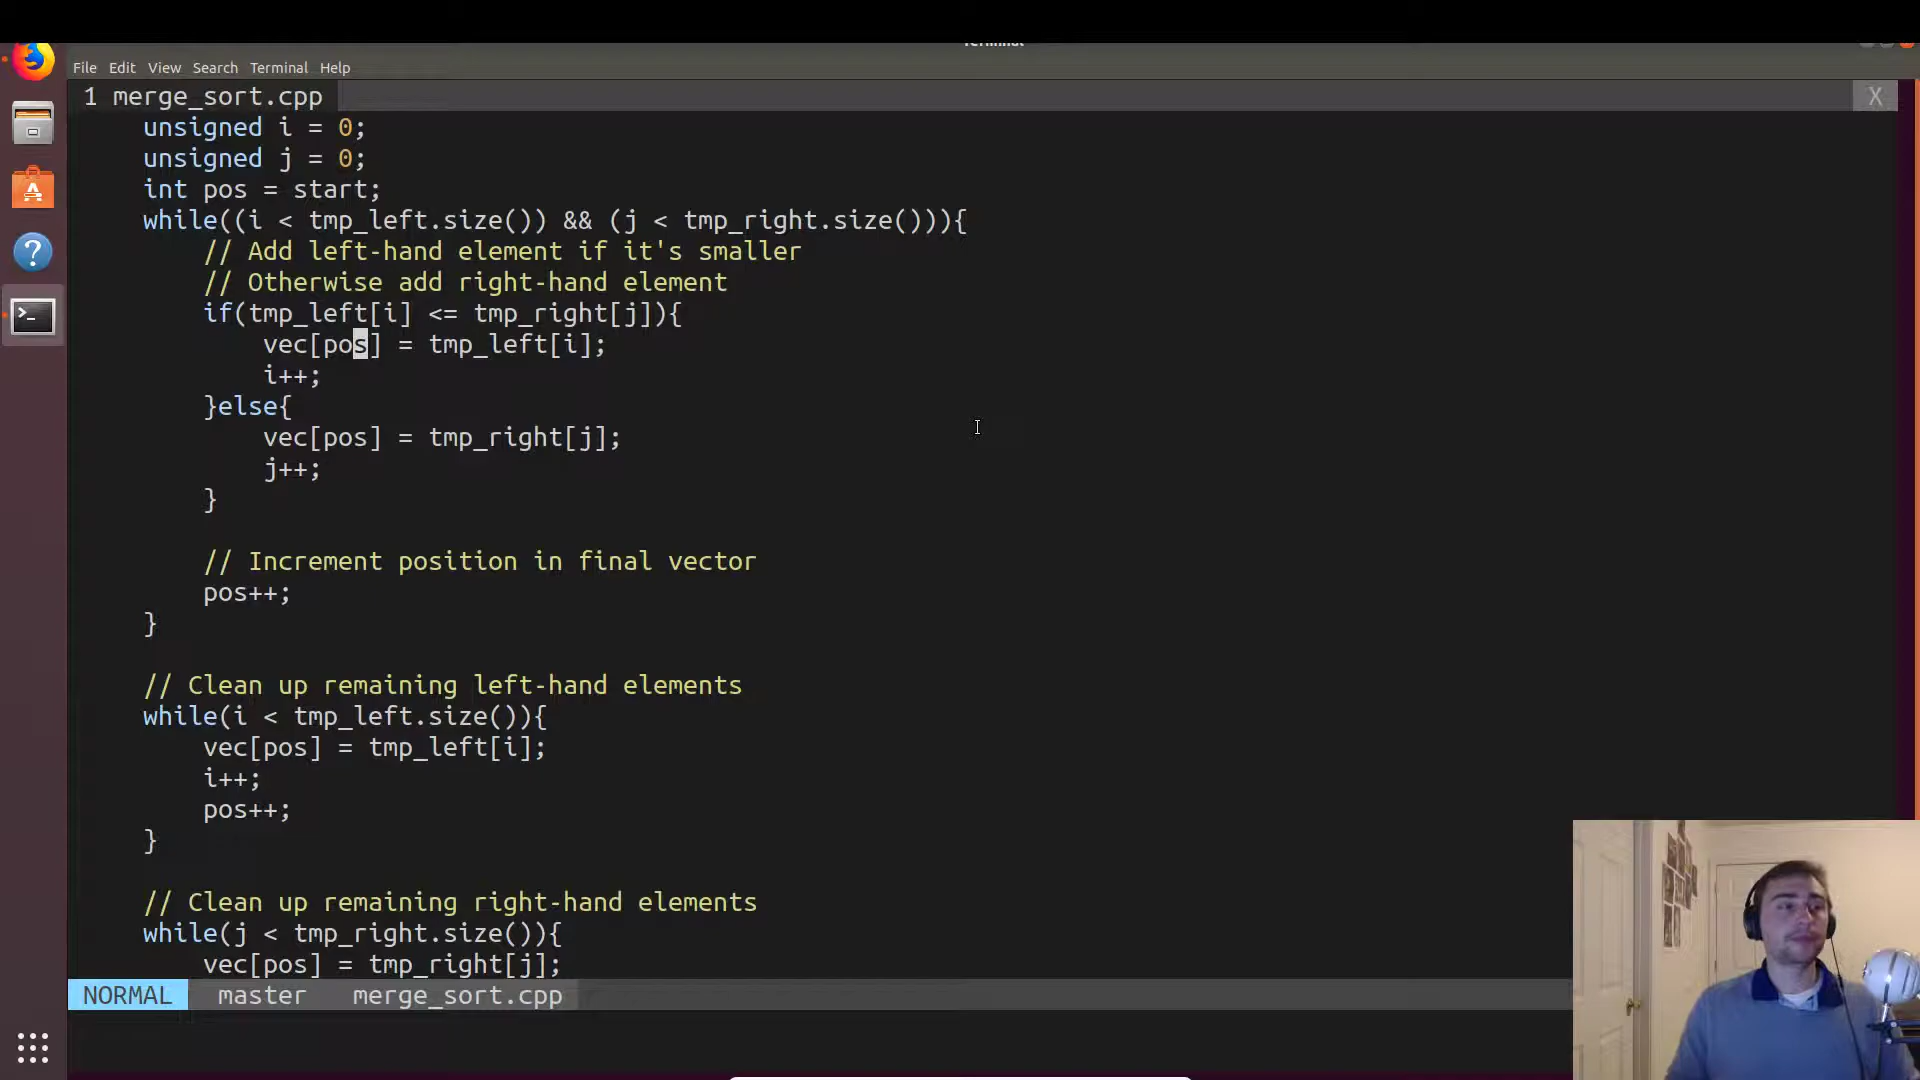 Terminal
File Edit View Search Terminal Help
1 merge_sort.cpp X
unsigned i = 0;
unsigned j = 0;
int pos = start;
while((i < tmp_left.size()) && (j < tmp_right.size())){
// Add left-hand element if it's smaller
// Otherwise add right-hand element
if(tmp_left[i] <= tmp_right[j]){
vec[pos] = tmp_left[i];
i++;
}else{
vec[pos] = tmp_right[j];
j++;
}
// Increment position in final vector
pos++;
}
// Clean up remaining left-hand elements
while(i < tmp_left.size()){
vec[pos] = tmp_left[i];
i++;
pos++;
}
// Clean up remaining right-hand elements
while(j < tmp_right.size()){
vec[pos] = tmp_right[j];
NORMAL master merge_sort.cpp